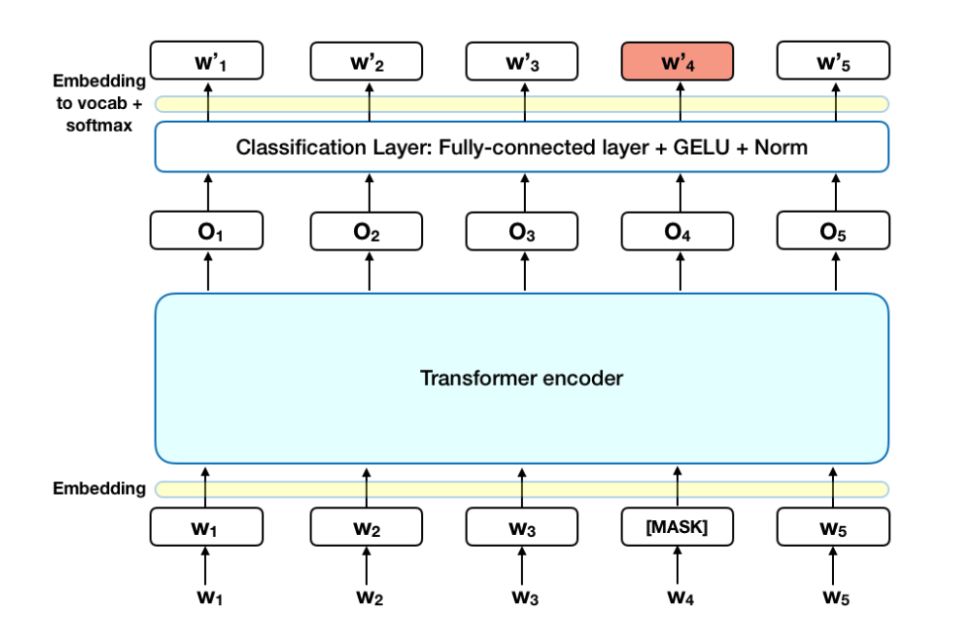 w’₁ w’₂ w’₃ w’₄ w’₅
Embedding
to vocab +
softmax
Classification Layer: Fully-connected layer + GELU + Norm
O₁ O₂ O₃ O₄ O₅
Transformer encoder
Embedding
w₁ w₂ w₃ [MASK] w₅
w₁ w₂ w₃ w₄ w₅